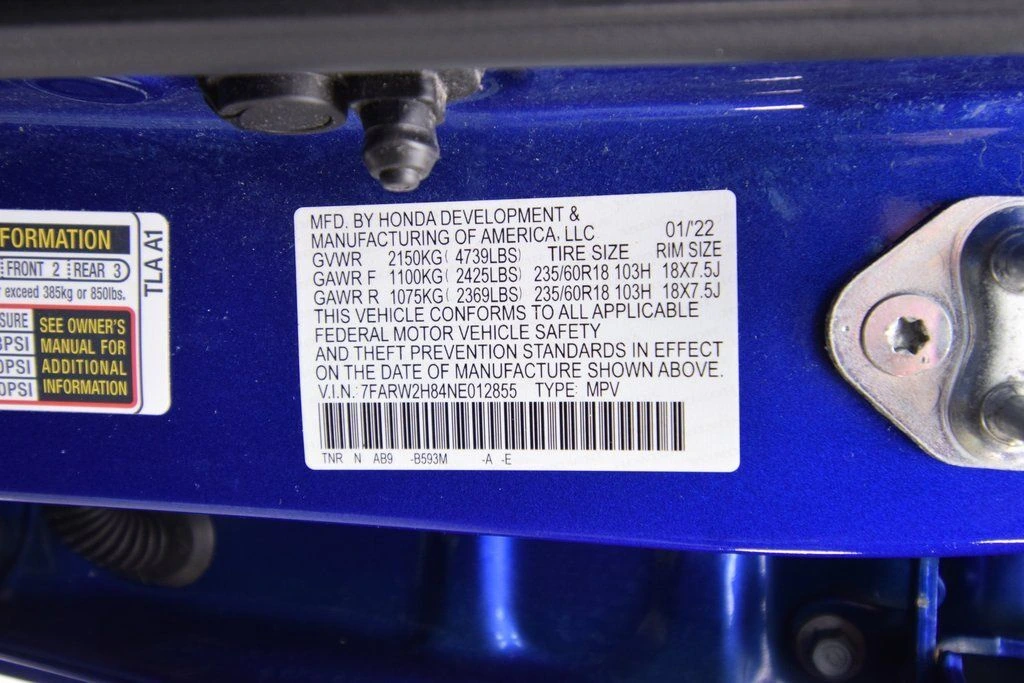 FORMATION
FRONT 2 REAR 3
exceed 385kg or 850lbs.
SURE
PSI
PSI
PSI
SEE OWNER'S
MANUAL FOR
ADDITIONAL
INFORMATION
TLA A1
MFD. BY HONDA DEVELOPMENT &
MANUFACTURING OF AMERICA, LLC 01/'22
GVWR 2150KG ( 4739LBS) TIRE SIZE RIM SIZE
GAWR F 1100KG ( 2425LBS) 235/60R18 103H 18X7.5J
GAWR R 1075KG ( 2369LBS) 235/60R18 103H 18X7.5J
THIS VEHICLE CONFORMS TO ALL APPLICABLE
FEDERAL MOTOR VEHICLE SAFETY
AND THEFT PREVENTION STANDARDS IN EFFECT
ON THE DATE OF MANUFACTURE SHOWN ABOVE.
V.I.N.: 7FARW2H84NE012855 TYPE: MPV
TNR N AB9 -B593M -A -E